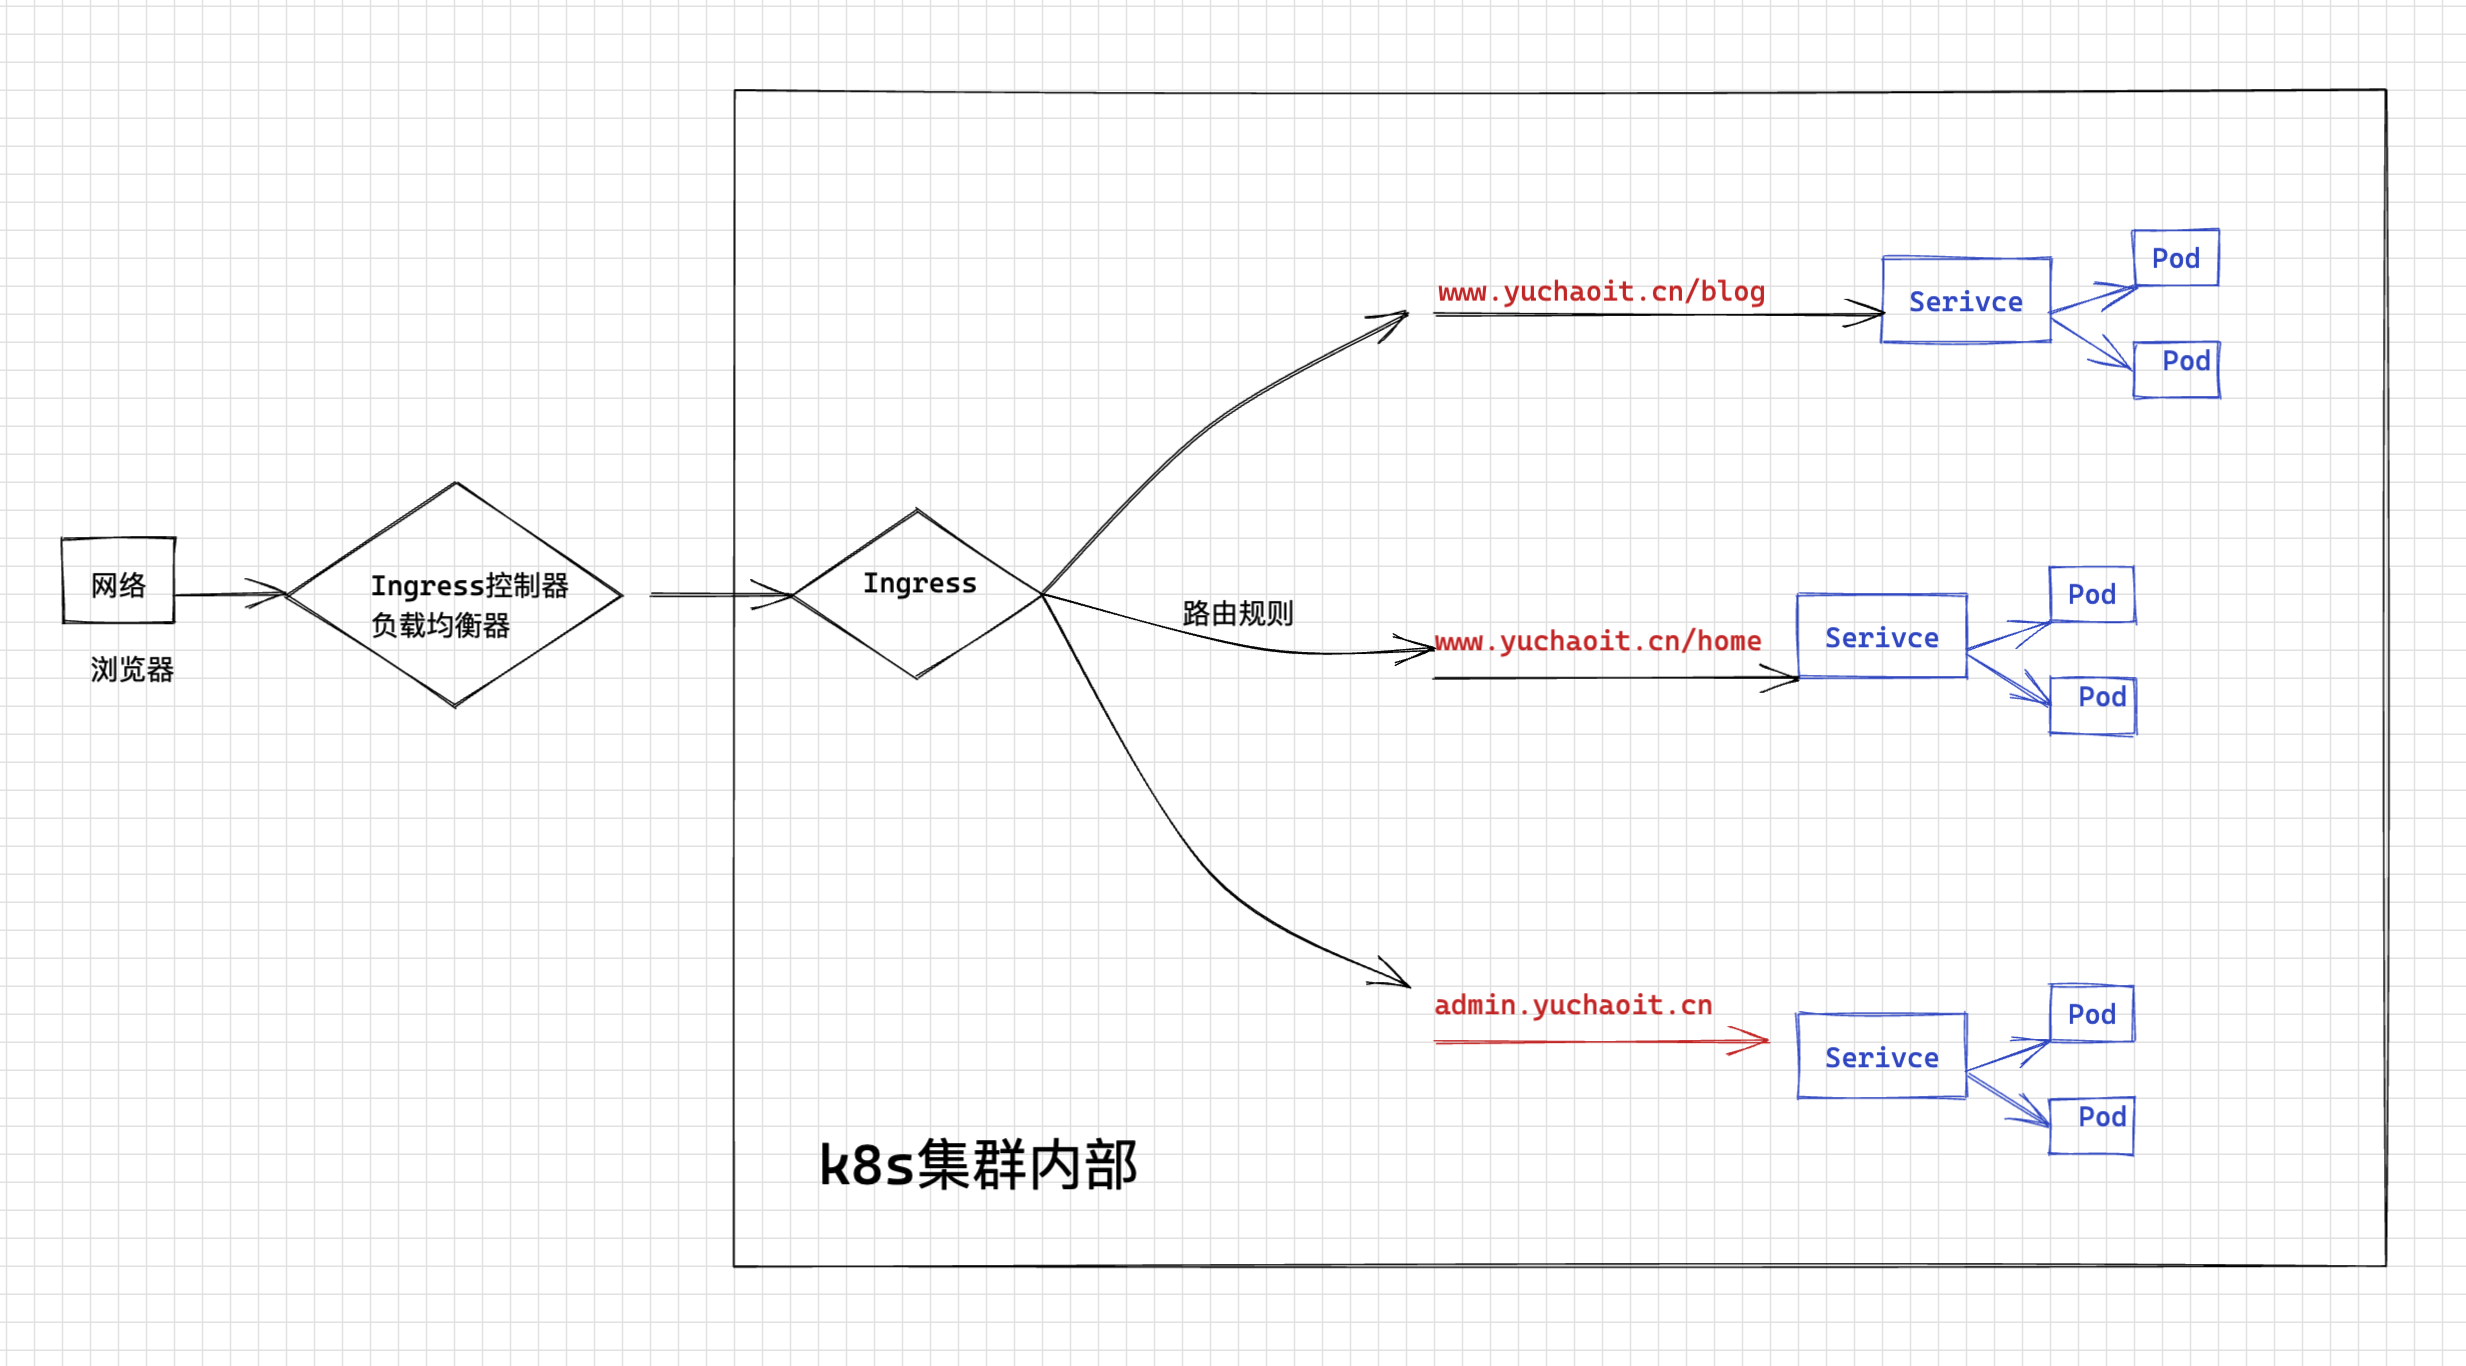 网络
浏览器
Ingress控制器
负载均衡器
Ingress
路由规则
www.yuchaoit.cn/blog
Serivce
Pod
Pod
www.yuchaoit.cn/home
Serivce
Pod
Pod
admin.yuchaoit.cn
Serivce
Pod
Pod
k8s集群内部